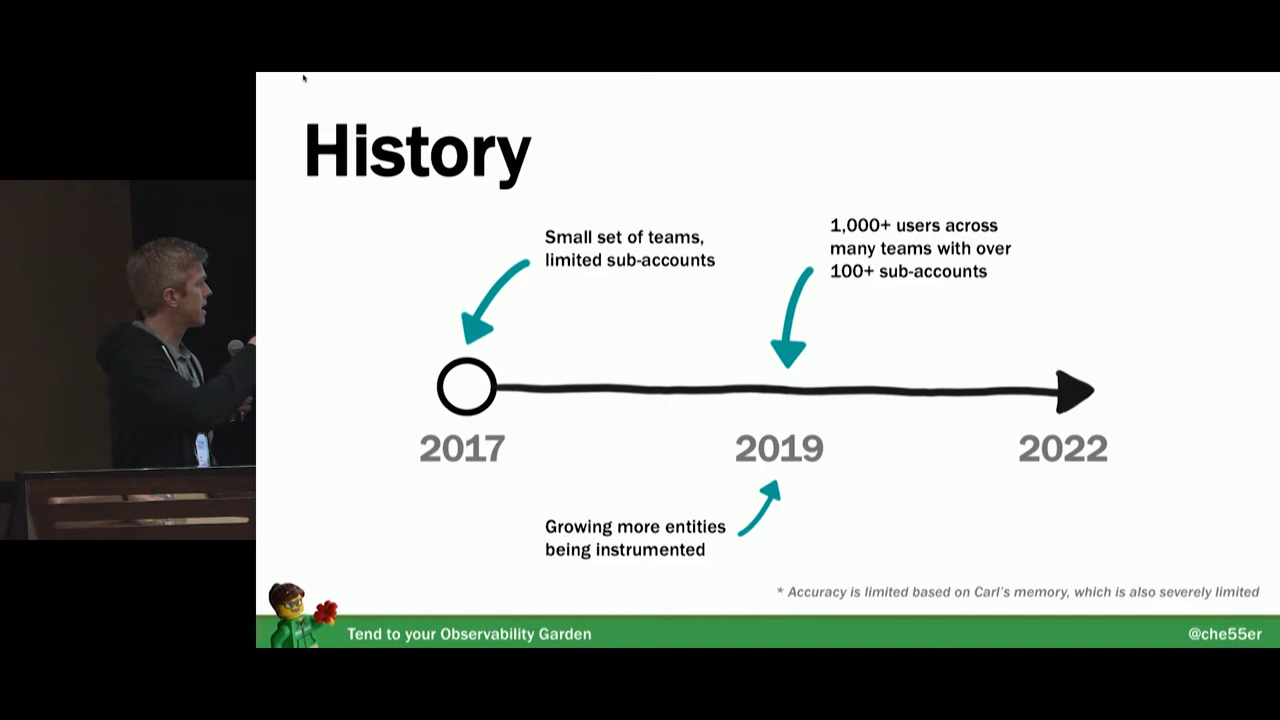 History
Small set of teams,
limited sub-accounts
1,000+ users across
many teams with over
100+ sub-accounts
2017
2019
2022
Growing more entities
being instrumented
* Accuracy is limited based on Carl's memory, which is also severely limited
Tend to your Observability Garden
@che55er